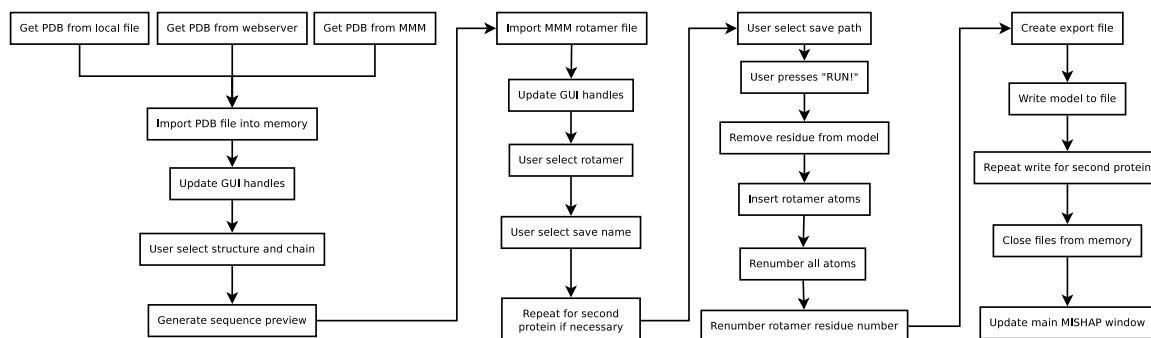 Get PDB from local file
Get PDB from webserver
Get PDB from MMM
Import PDB file into memory
Update GUI handles
User select structure and chain
Generate sequence preview
Import MMM rotamer file
Update GUI handles
User select rotamer
User select save name
Repeat for second
protein if necessary
User select save path
User presses "RUN!"
Remove residue from model
Insert rotamer atoms
Renumber all atoms
Renumber rotamer residue number
Create export file
Write model to file
Repeat write for second protein
Close files from memory
Update main MISHAP window